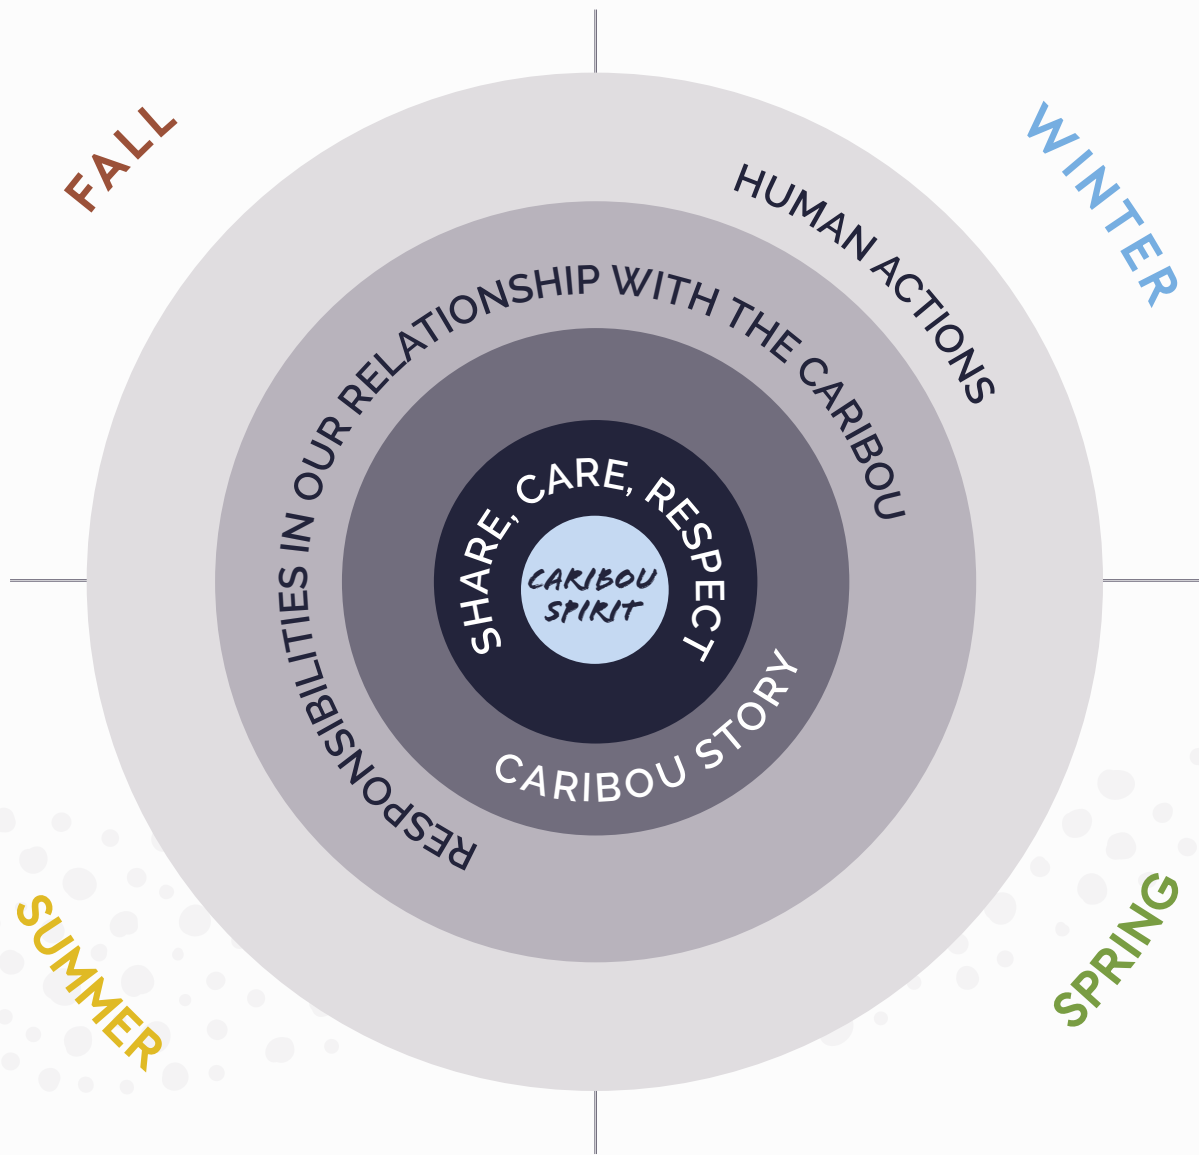 FALL
WINTER
HUMAN ACTIONS
RESPONSIBILITIES IN OUR RELATIONSHIP WITH THE CARIBOU
SHARE, CARE, RESPECT
CARIBOU
SPIRIT
CARIBOU STORY
SUMMER
SPRING